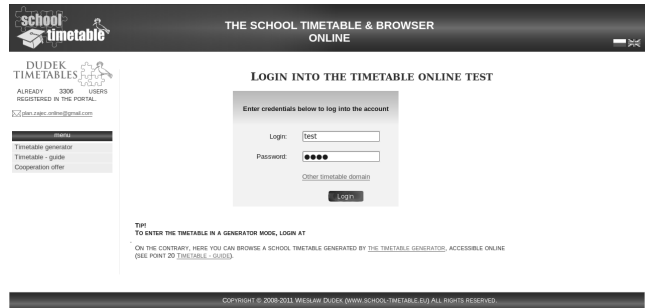 school
timetable
THE SCHOOL TIMETABLE & BROWSER
ONLINE
DUDEK
TIMETABLES
ALREADY 3306 USERS
REGISTERED IN THE PORTAL.
plan.zajec.online@gmail.com
menu
Timetable generator
Timetable - guide
Cooperation offer
LOGIN INTO THE TIMETABLE ONLINE TEST
Enter credentials below to log into the account
Login: test
Password: ●●●●
Other timetable domain
Login
TIP!
TO ENTER THE TIMETABLE IN A GENERATOR MODE, LOGIN AT
.
ON THE CONTRARY, HERE YOU CAN BROWSE A SCHOOL TIMETABLE GENERATED BY THE TIMETABLE GENERATOR, ACCESSIBLE ONLINE
(SEE POINT 20 TIMETABLE - GUIDE).
COPYRIGHT © 2008-2011 WIESŁAW DUDEK (WWW.SCHOOL-TIMETABLE.EU) ALL RIGHTS RESERVED.